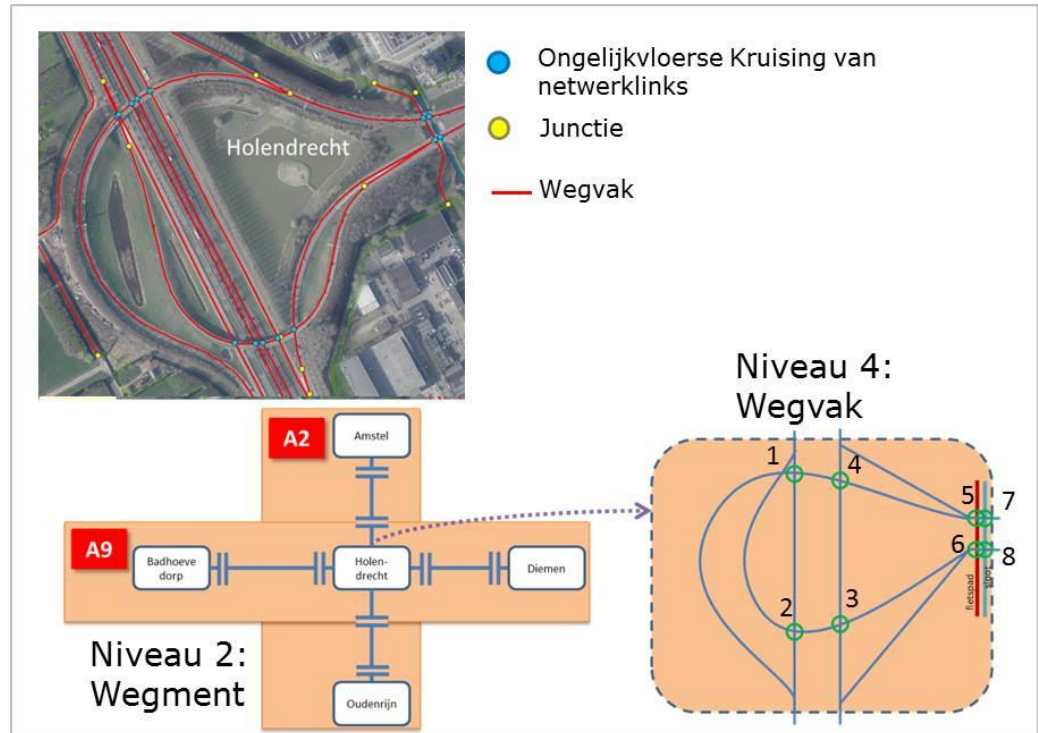 Ongelijkvloerse Kruising van
netwerklinks
Junctie
Wegvak
Holendrecht
Niveau 4:
Wegvak
A2
Amstel
A9
Badhoeve
dorp
Holen-
drecht
Diemen
Oudenrijn
Niveau 2:
Wegment
1
4
5
7
6
8
2
3
fietspad